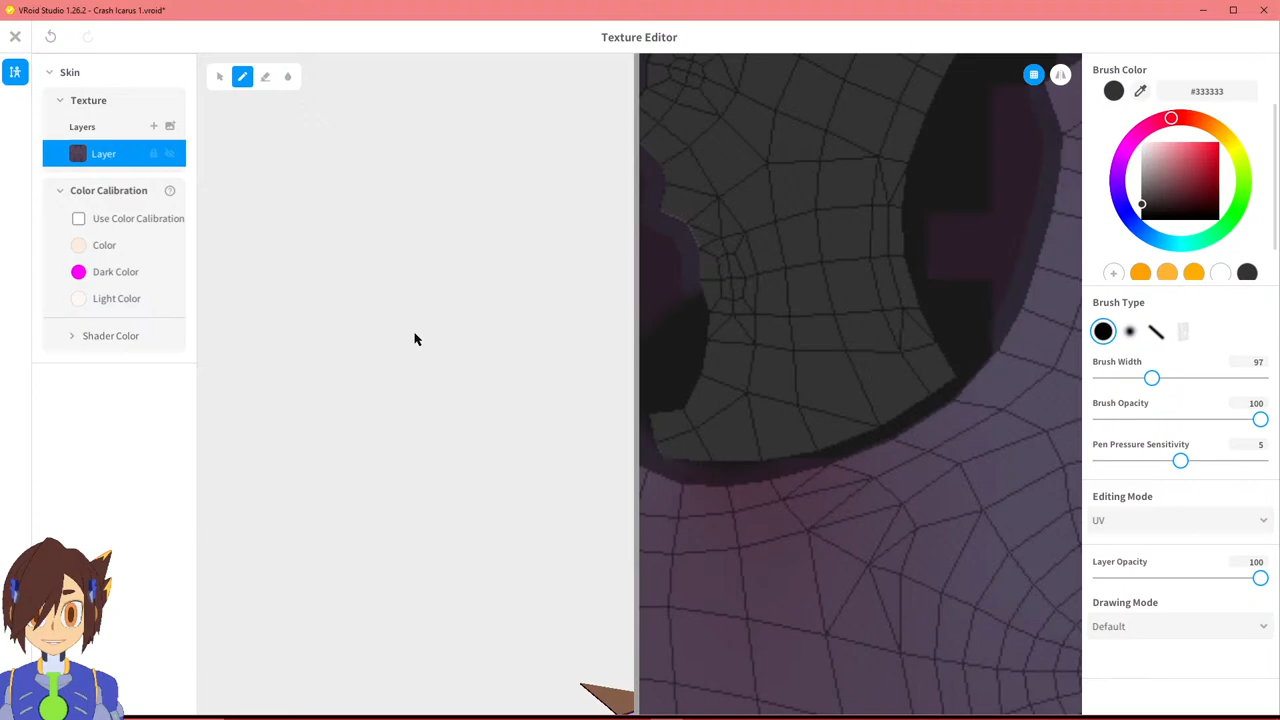 VRoid Studio 1.26.2 - Crash Icarus 1.vroid*
Texture Editor
Skin
Texture
Layers
Layer
Color Calibration
Use Color Calibration
Color
Dark Color
Light Color
Shader Color
Brush Color
#333333
Brush Type
Brush Width
97
Brush Opacity
100
Pen Pressure Sensitivity
5
Editing Mode
UV
Layer Opacity
100
Drawing Mode
Default